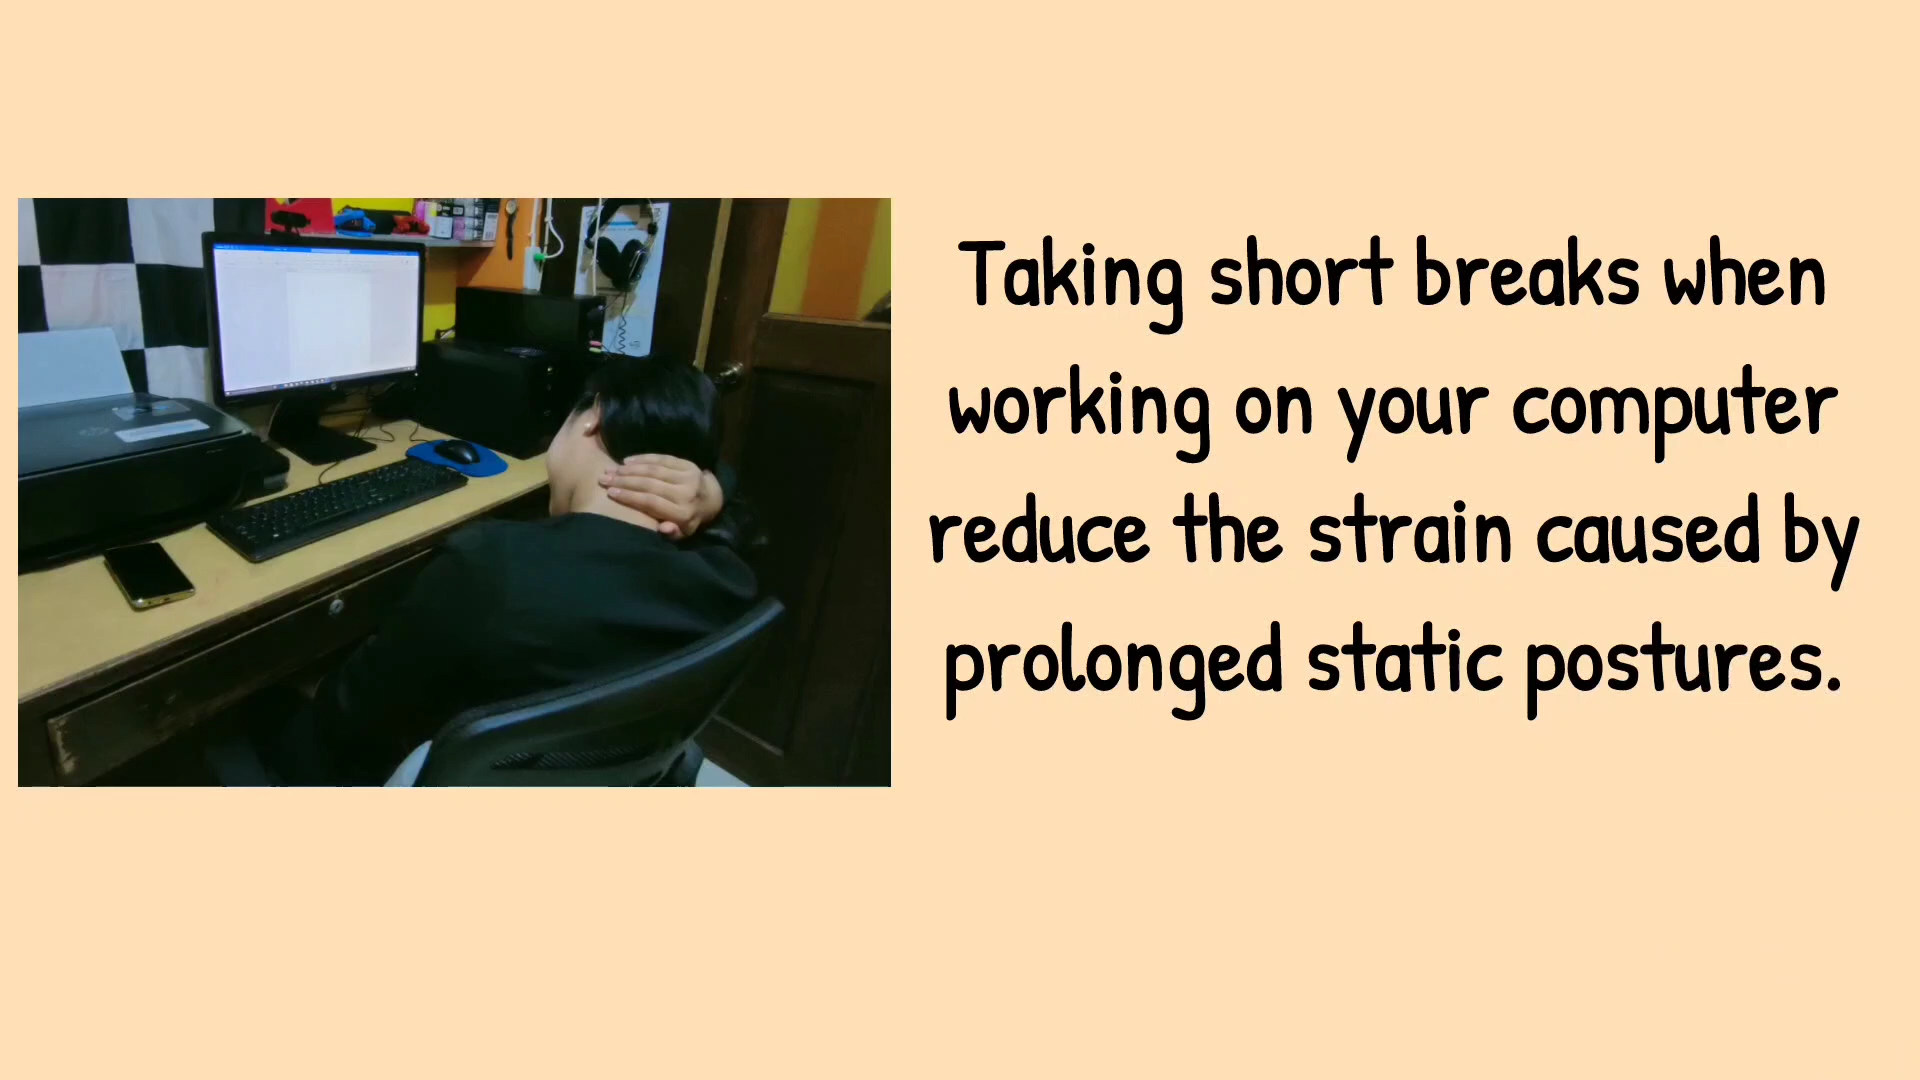 Taking short breaks when
working on your computer
reduce the strain caused by
prolonged static postures.